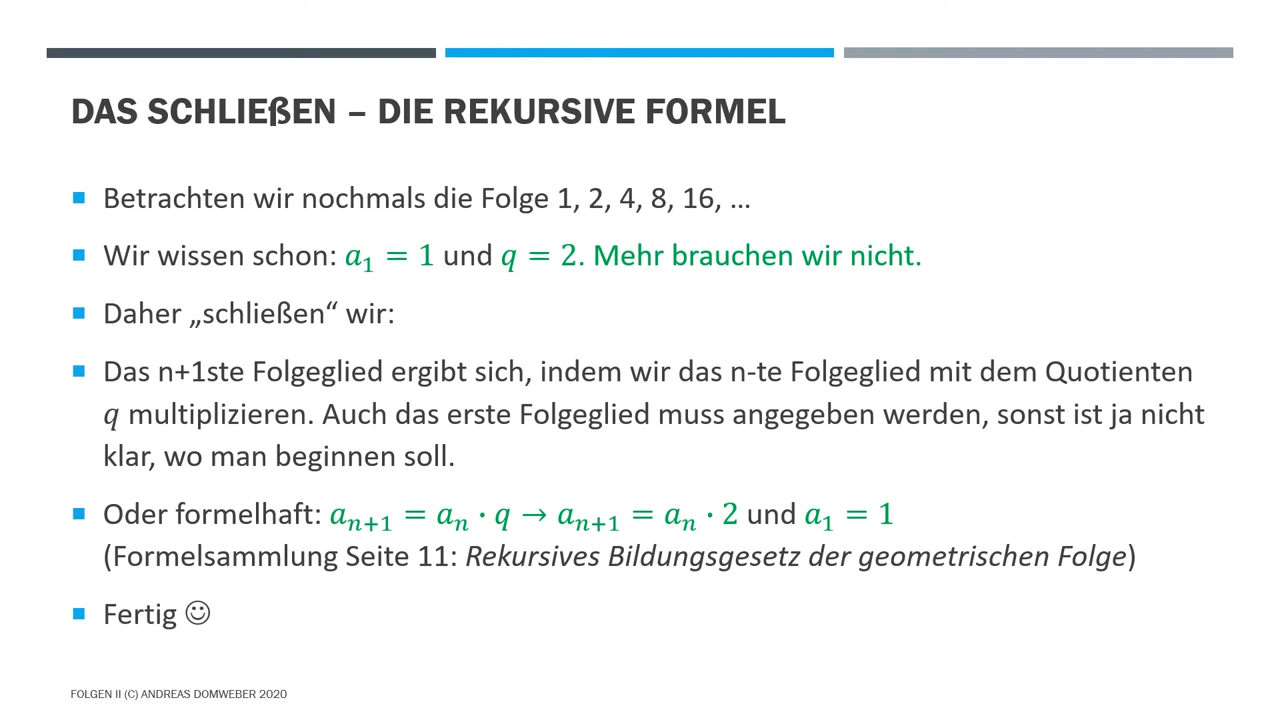 DAS SCHLIEßEN – DIE REKURSIVE FORMEL
Betrachten wir nochmals die Folge 1, 2, 4, 8, 16, …
Wir wissen schon: a₁ = 1 und q = 2. Mehr brauchen wir nicht.
Daher „schließen“ wir:
Das n+1ste Folgeglied ergibt sich, indem wir das n-te Folgeglied mit dem Quotienten
q multiplizieren. Auch das erste Folgeglied muss angegeben werden, sonst ist ja nicht
klar, wo man beginnen soll.
Oder formelhaft: aₙ₊₁ = aₙ · q → aₙ₊₁ = aₙ · 2 und a₁ = 1
(Formelsammlung Seite 11: Rekursives Bildungsgesetz der geometrischen Folge)
Fertig ☺
FOLGEN II (C) ANDREAS DOMWEBER 2020